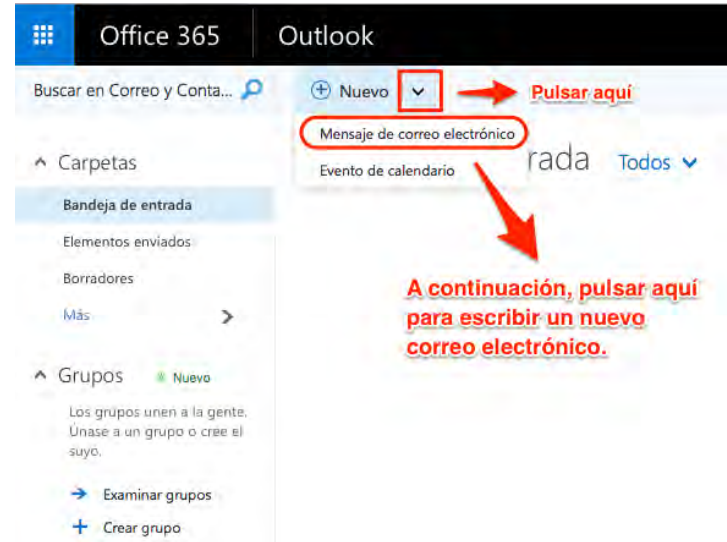 Office 365
Outlook
Buscar en Correo y Conta...
Nuevo
Pulsar aquí
Mensaje de correo electrónico
Evento de calendario
rada
Todos
Carpetas
Bandeja de entrada
Elementos enviados
Borradores
Más
A continuación, pulsar aquí
para escribir un nuevo
correo electrónico.
Grupos
Nuevo
Los grupos unen a la gente.
Únase a un grupo o cree el
suyo.
Examinar grupos
Crear grupo